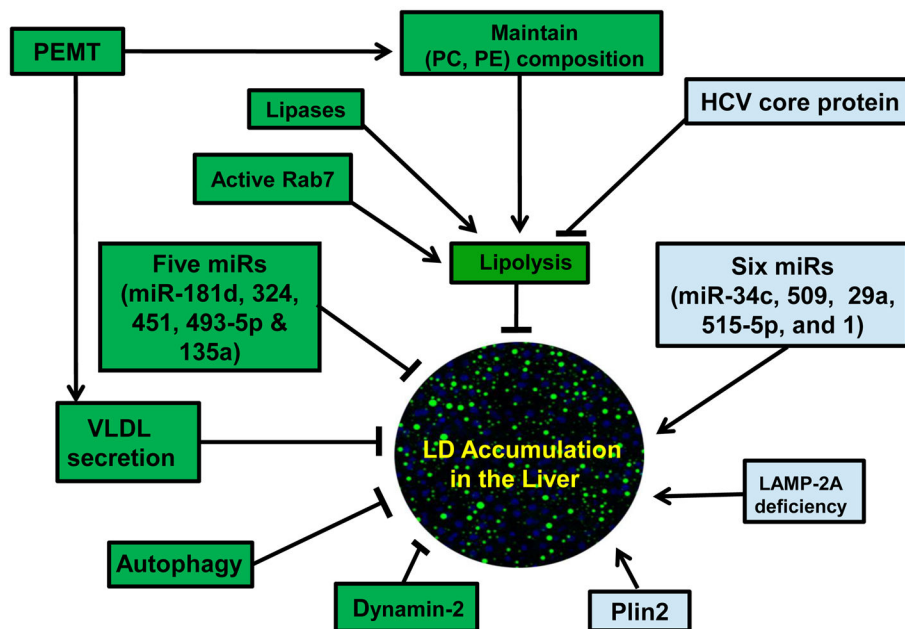 PEMT
Maintain
(PC, PE) composition
HCV core protein
Lipases
Active Rab7
Lipolysis
Five miRs
(miR-181d, 324,
451, 493-5p &
135a)
Six miRs
(miR-34c, 509, 29a,
515-5p, and 1)
VLDL
secretion
LD Accumulation
in the Liver
LAMP-2A
deficiency
Autophagy
Dynamin-2
Plin2